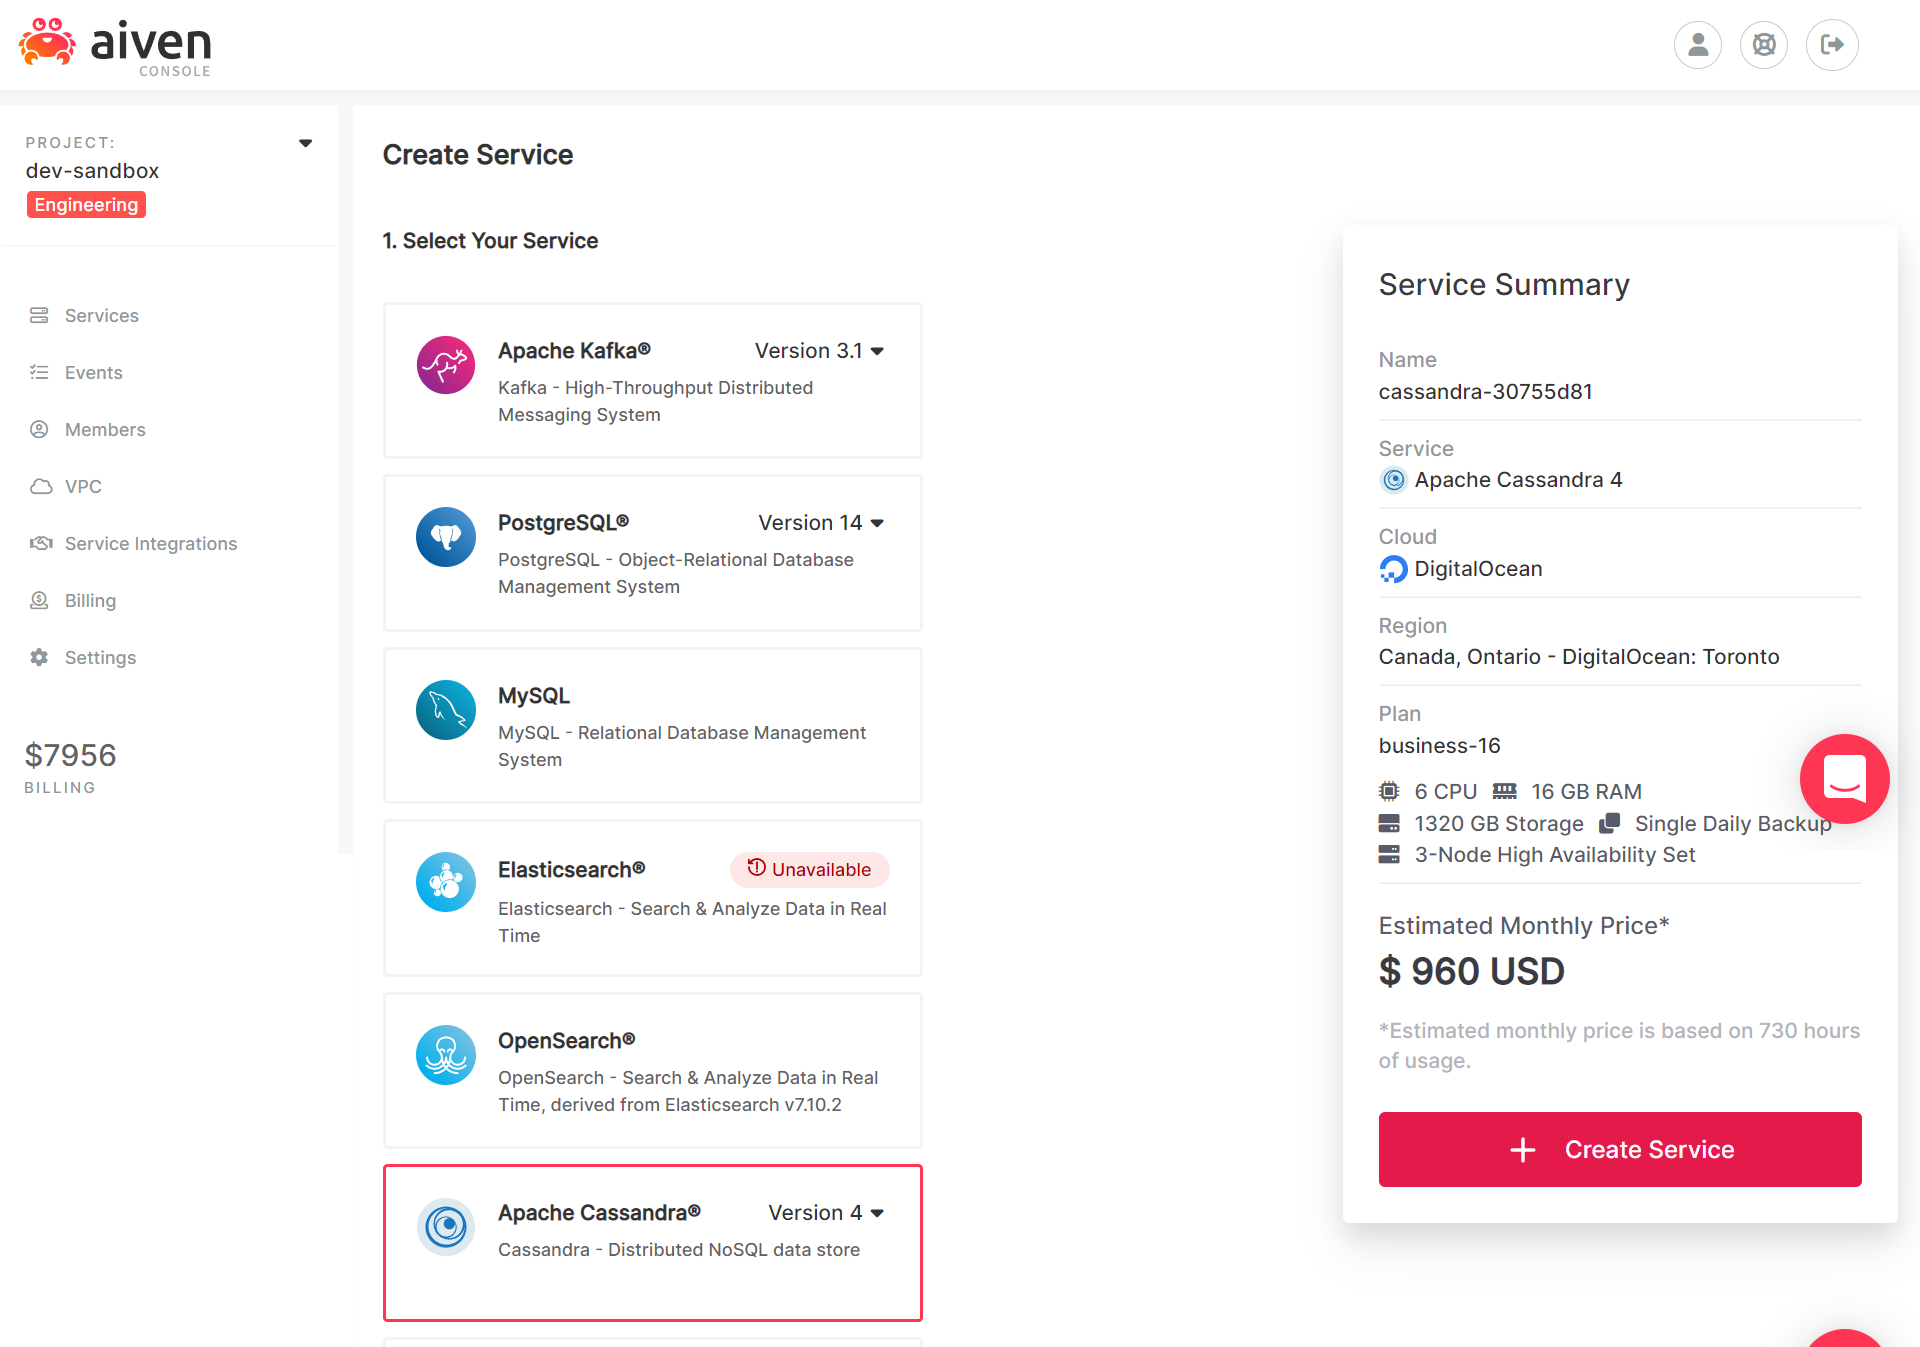 aiven
CONSOLE
PROJECT:
dev-sandbox
Engineering
Services
Events
Members
VPC
Service Integrations
Billing
Settings
$7956
BILLING
Create Service
1. Select Your Service
Apache Kafka®
Version 3.1
Kafka - High-Throughput Distributed
Messaging System
PostgreSQL®
Version 14
PostgreSQL - Object-Relational Database
Management System
MySQL
MySQL - Relational Database Management
System
Elasticsearch®
Unavailable
Elasticsearch - Search & Analyze Data in Real
Time
OpenSearch®
OpenSearch - Search & Analyze Data in Real
Time, derived from Elasticsearch v7.10.2
Apache Cassandra®
Version 4
Cassandra - Distributed NoSQL data store
Service Summary
Name
cassandra-30755d81
Service
Apache Cassandra 4
Cloud
DigitalOcean
Region
Canada, Ontario - DigitalOcean: Toronto
Plan
business-16
6 CPU 16 GB RAM
1320 GB Storage Single Daily Backup
3-Node High Availability Set
Estimated Monthly Price*
$ 960 USD
*Estimated monthly price is based on 730 hours
of usage.
Create Service